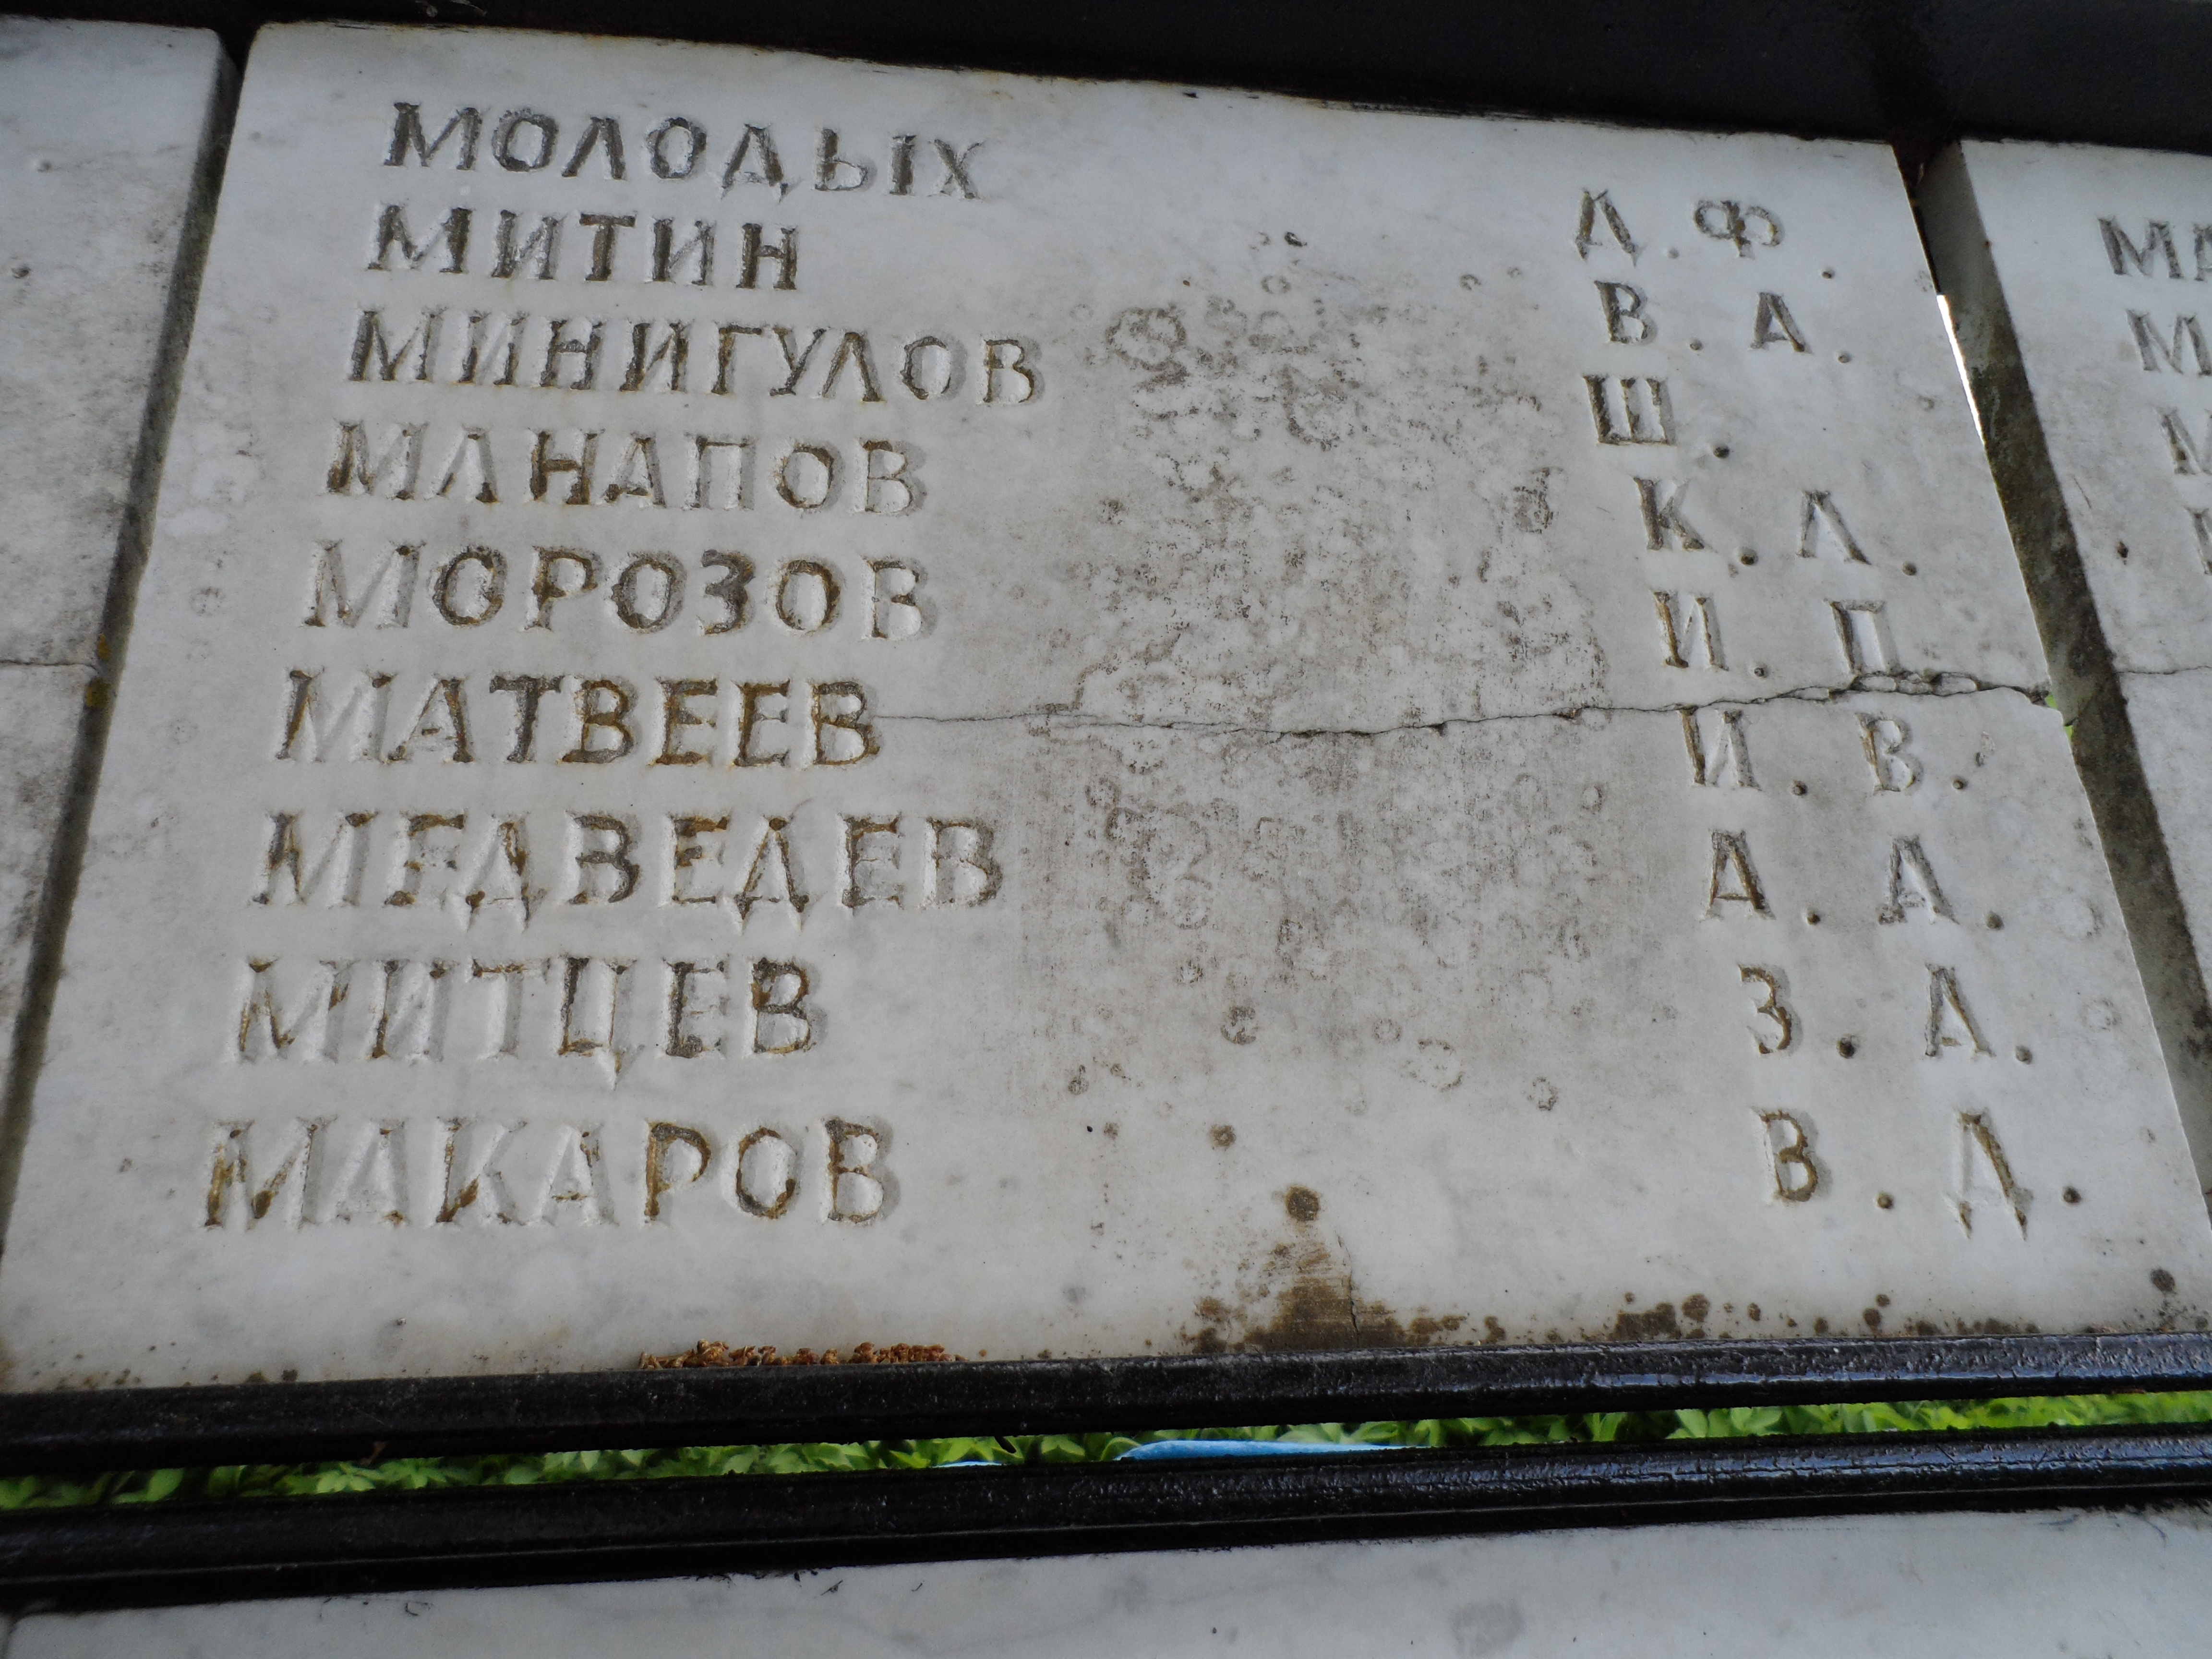 МОЛОДЫХ Д.Ф.
МИТИН В.А.
МИНИГУЛОВ Ш.
МАНАПОВ К.Л.
МОРОЗОВ И.П.
МАТВЕЕВ И.В.
МЕДВЕДЕВ А.А.
МИТЦЕВ З.А.
МАКАРОВ В.Д.